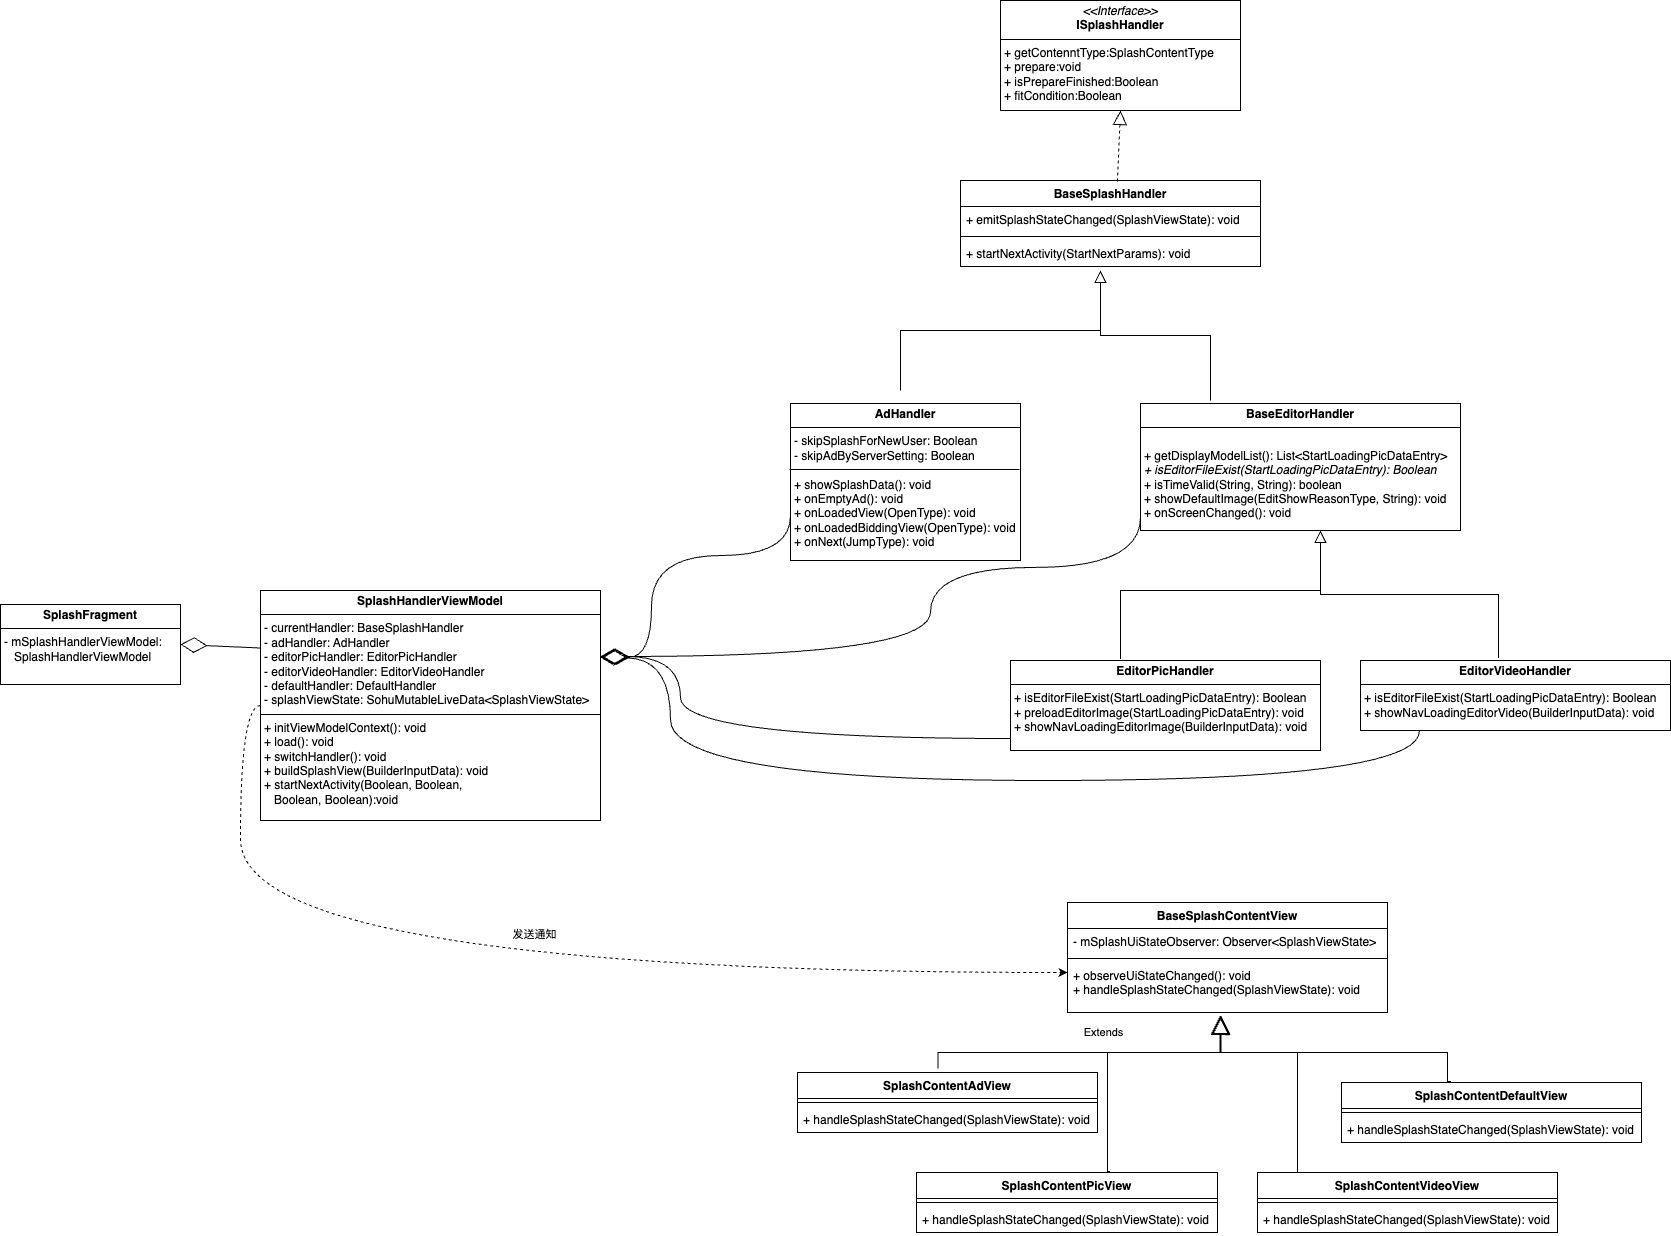 <<Interface>>
ISplashHandler
+ getContenntType:SplashContentType
+ prepare:void
+ isPrepareFinished:Boolean
+ fitCondition:Boolean
BaseSplashHandler
+ emitSplashStateChanged(SplashViewState): void
+ startNextActivity(StartNextParams): void
AdHandler
- skipSplashForNewUser: Boolean
- skipAdByServerSetting: Boolean
+ showSplashData(): void
+ onEmptyAd(): void
+ onLoadedView(OpenType): void
+ onLoadedBiddingView(OpenType): void
+ onNext(JumpType): void
BaseEditorHandler
+ getDisplayModelList(): List<StartLoadingPicDataEntry>
+ isEditorFileExist(StartLoadingPicDataEntry): Boolean
+ isTimeValid(String, String): boolean
+ showDefaultImage(EditShowReasonType, String): void
+ onScreenChanged(): void
SplashFragment
- mSplashHandlerViewModel:
SplashHandlerViewModel
SplashHandlerViewModel
- currentHandler: BaseSplashHandler
- adHandler: AdHandler
- editorPicHandler: EditorPicHandler
- editorVideoHandler: EditorVideoHandler
- defaultHandler: DefaultHandler
- splashViewState: SohuMutableLiveData<SplashViewState>
+ initViewModelContext(): void
+ load(): void
+ switchHandler(): void
+ buildSplashView(BuilderInputData): void
+ startNextActivity(Boolean, Boolean,
Boolean, Boolean):void
EditorPicHandler
+ isEditorFileExist(StartLoadingPicDataEntry): Boolean
+ preloadEditorImage(StartLoadingPicDataEntry): void
+ showNavLoadingEditorImage(BuilderInputData): void
EditorVideoHandler
+ isEditorFileExist(StartLoadingPicDataEntry): Boolean
+ showNavLoadingEditorVideo(BuilderInputData): void
发送通知
BaseSplashContentView
- mSplashUiStateObserver: Observer<SplashViewState>
+ observeUiStateChanged(): void
+ handleSplashStateChanged(SplashViewState): void
Extends
SplashContentAdView
+ handleSplashStateChanged(SplashViewState): void
SplashContentDefaultView
+ handleSplashStateChanged(SplashViewState): void
SplashContentPicView
+ handleSplashStateChanged(SplashViewState): void
SplashContentVideoView
+ handleSplashStateChanged(SplashViewState): void